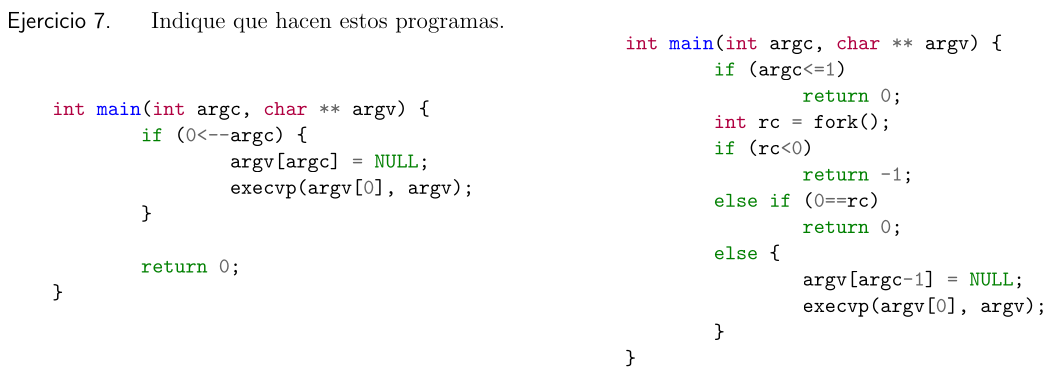 Ejercicio 7. Indique que hacen estos programas.
int main(int argc, char ** argv) {
if (0<--argc) {
argv[argc] = NULL;
execvp(argv[0], argv);
}
return 0;
}
int main(int argc, char ** argv) {
if (argc<=1)
return 0;
int rc = fork();
if (rc<0)
return -1;
else if (0==rc)
return 0;
else {
argv[argc-1] = NULL;
execvp(argv[0], argv);
}
}